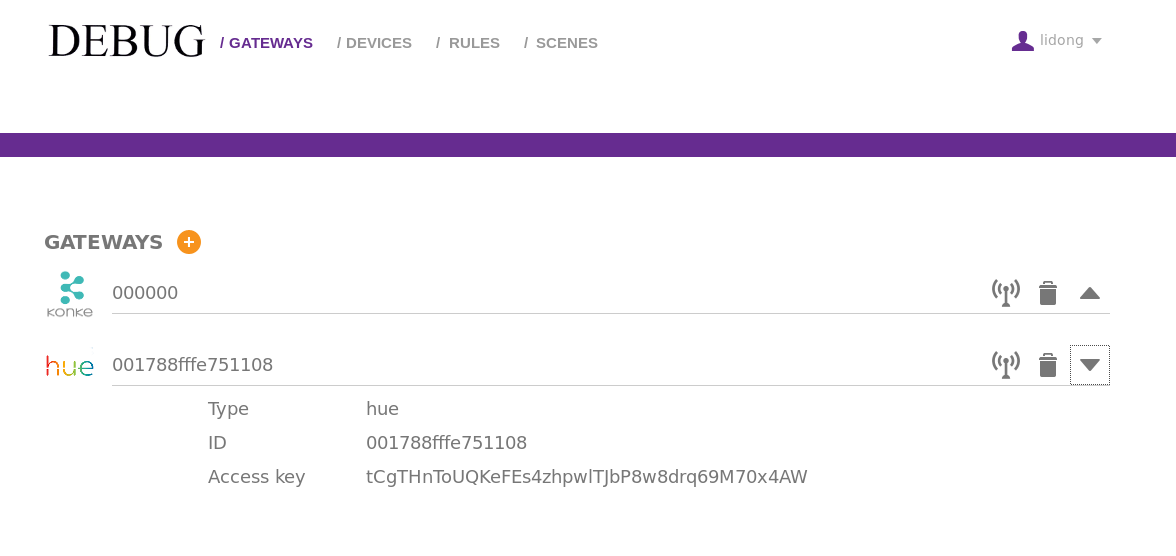 DEBUG / GATEWAYS / DEVICES / RULES / SCENES lidong
GATEWAYS
konke 000000
hue 001788fffe751108
Type hue
ID 001788fffe751108
Access key tCgTHnToUQKeFEs4zhpwlTJbP8w8drq69M70x4AW